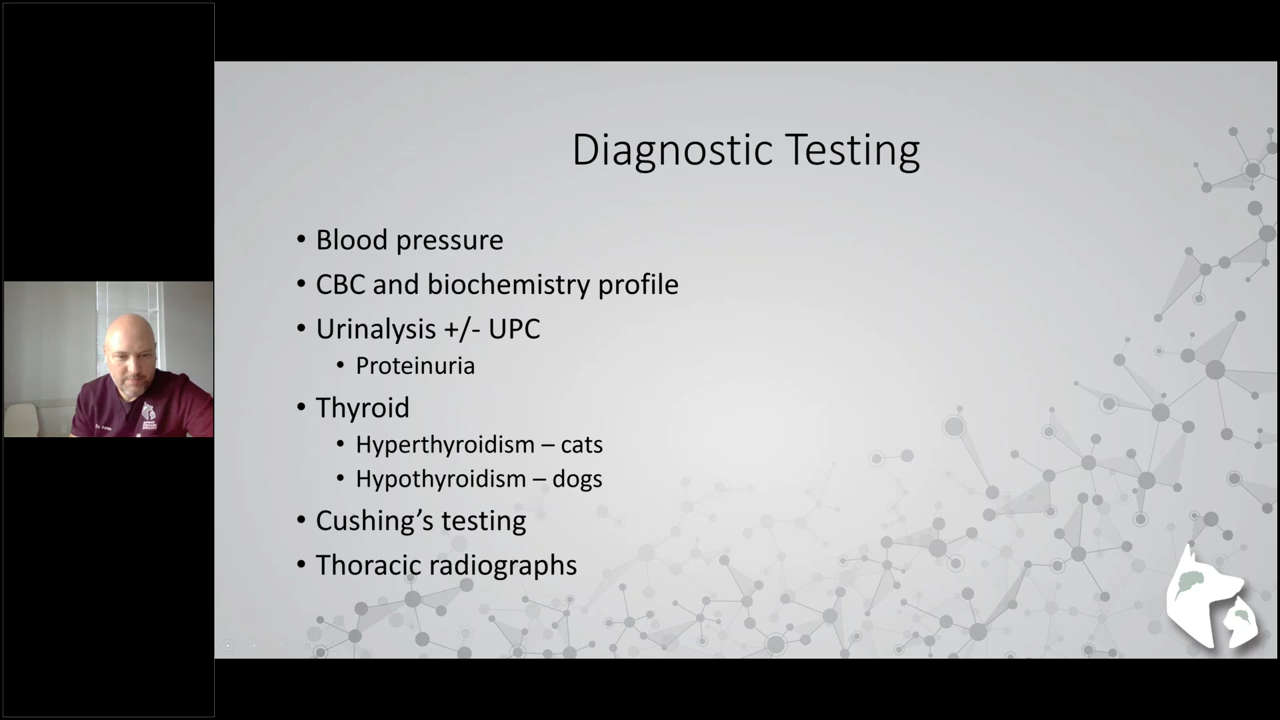 Diagnostic Testing
• Blood pressure
• CBC and biochemistry profile
• Urinalysis +/- UPC
• Proteinuria
• Thyroid
• Hyperthyroidism – cats
• Hypothyroidism – dogs
• Cushing’s testing
• Thoracic radiographs